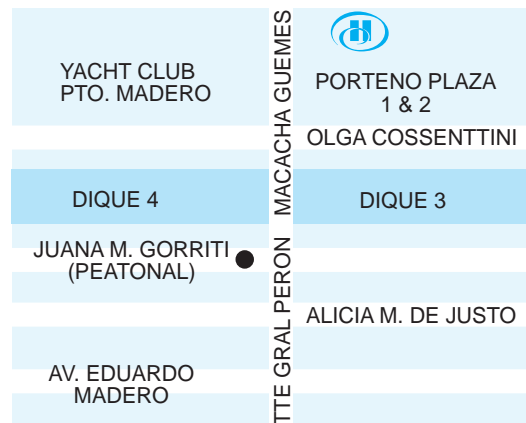 MACACHA GUEMES
YACHT CLUB
PTO. MADERO
PORTENO PLAZA
1 & 2
OLGA COSSENTTINI
DIQUE 4
DIQUE 3
JUANA M. GORRITI
(PEATONAL)
TTE GRAL PERON
ALICIA M. DE JUSTO
AV. EDUARDO
MADERO